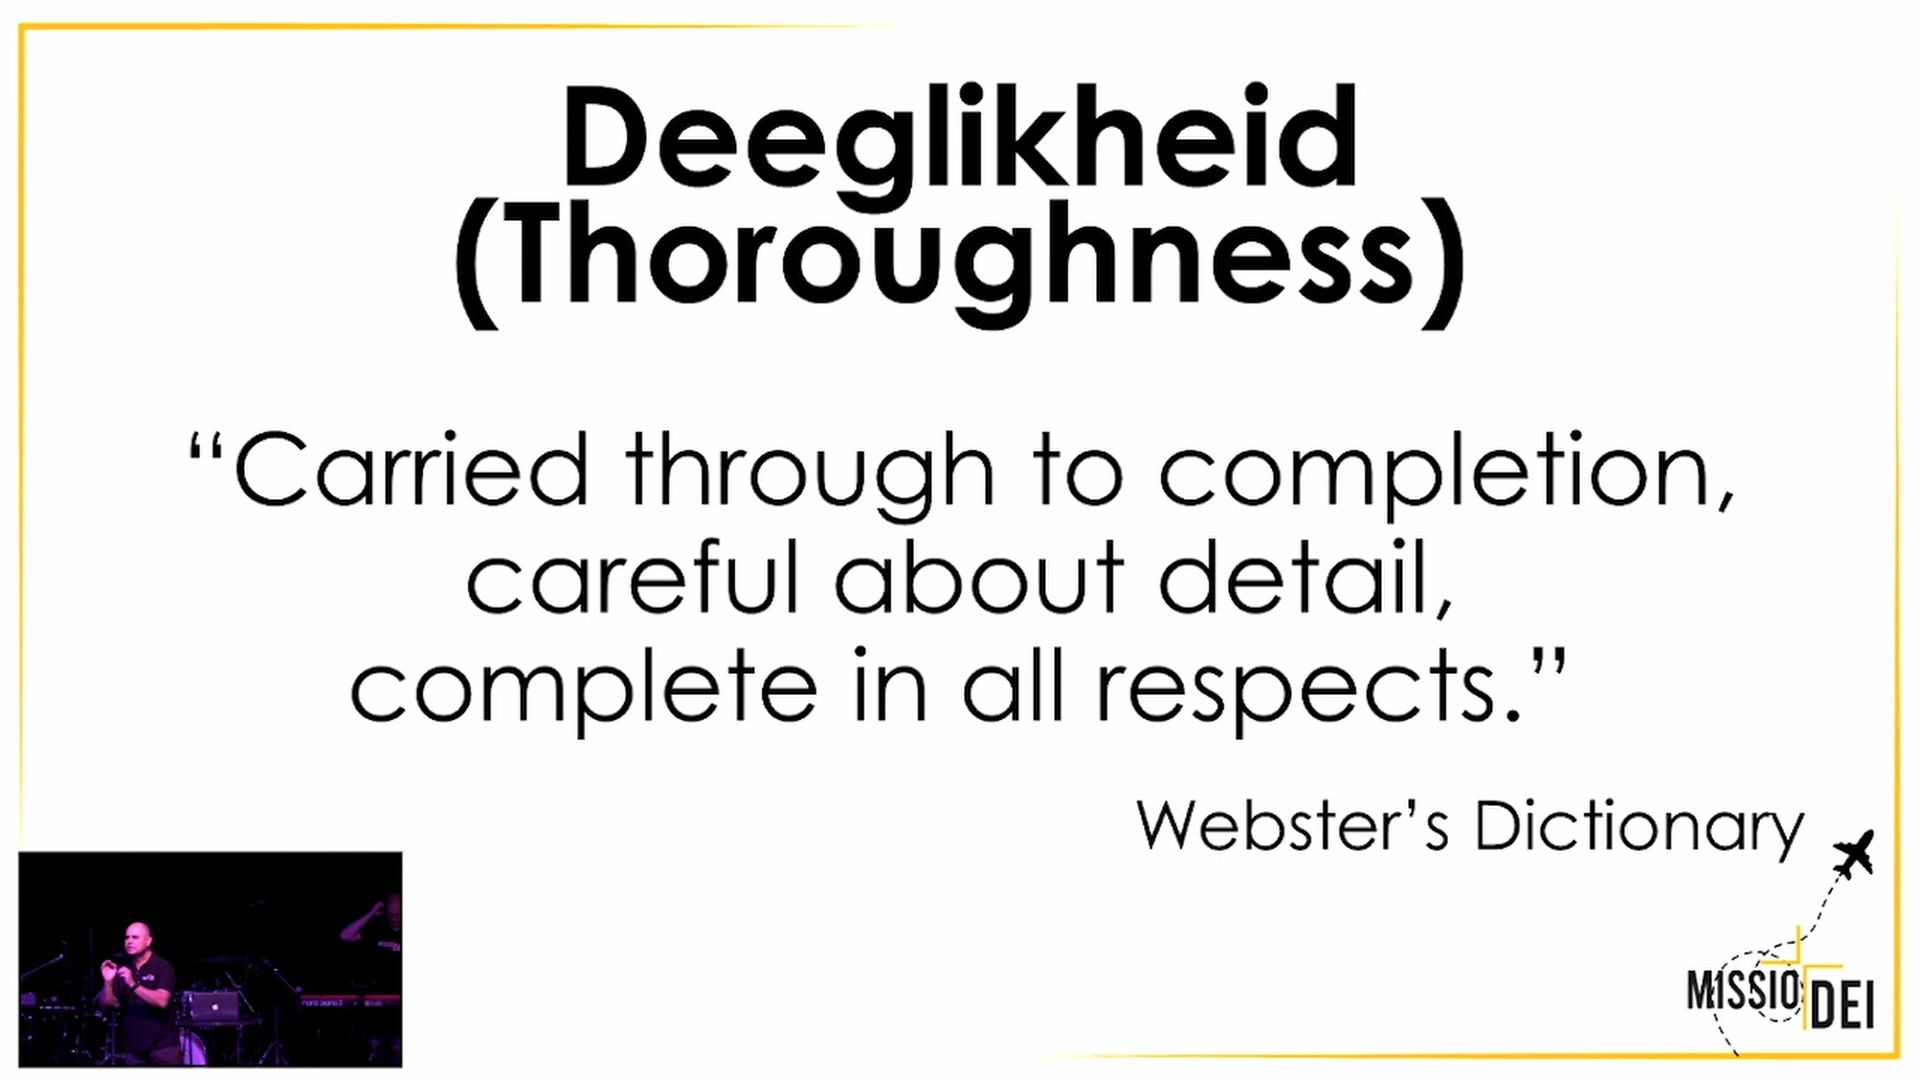 Deeglikheid
(Thoroughness)
“Carried through to completion,
careful about detail,
complete in all respects.”
Webster’s Dictionary
MISSIO DEI